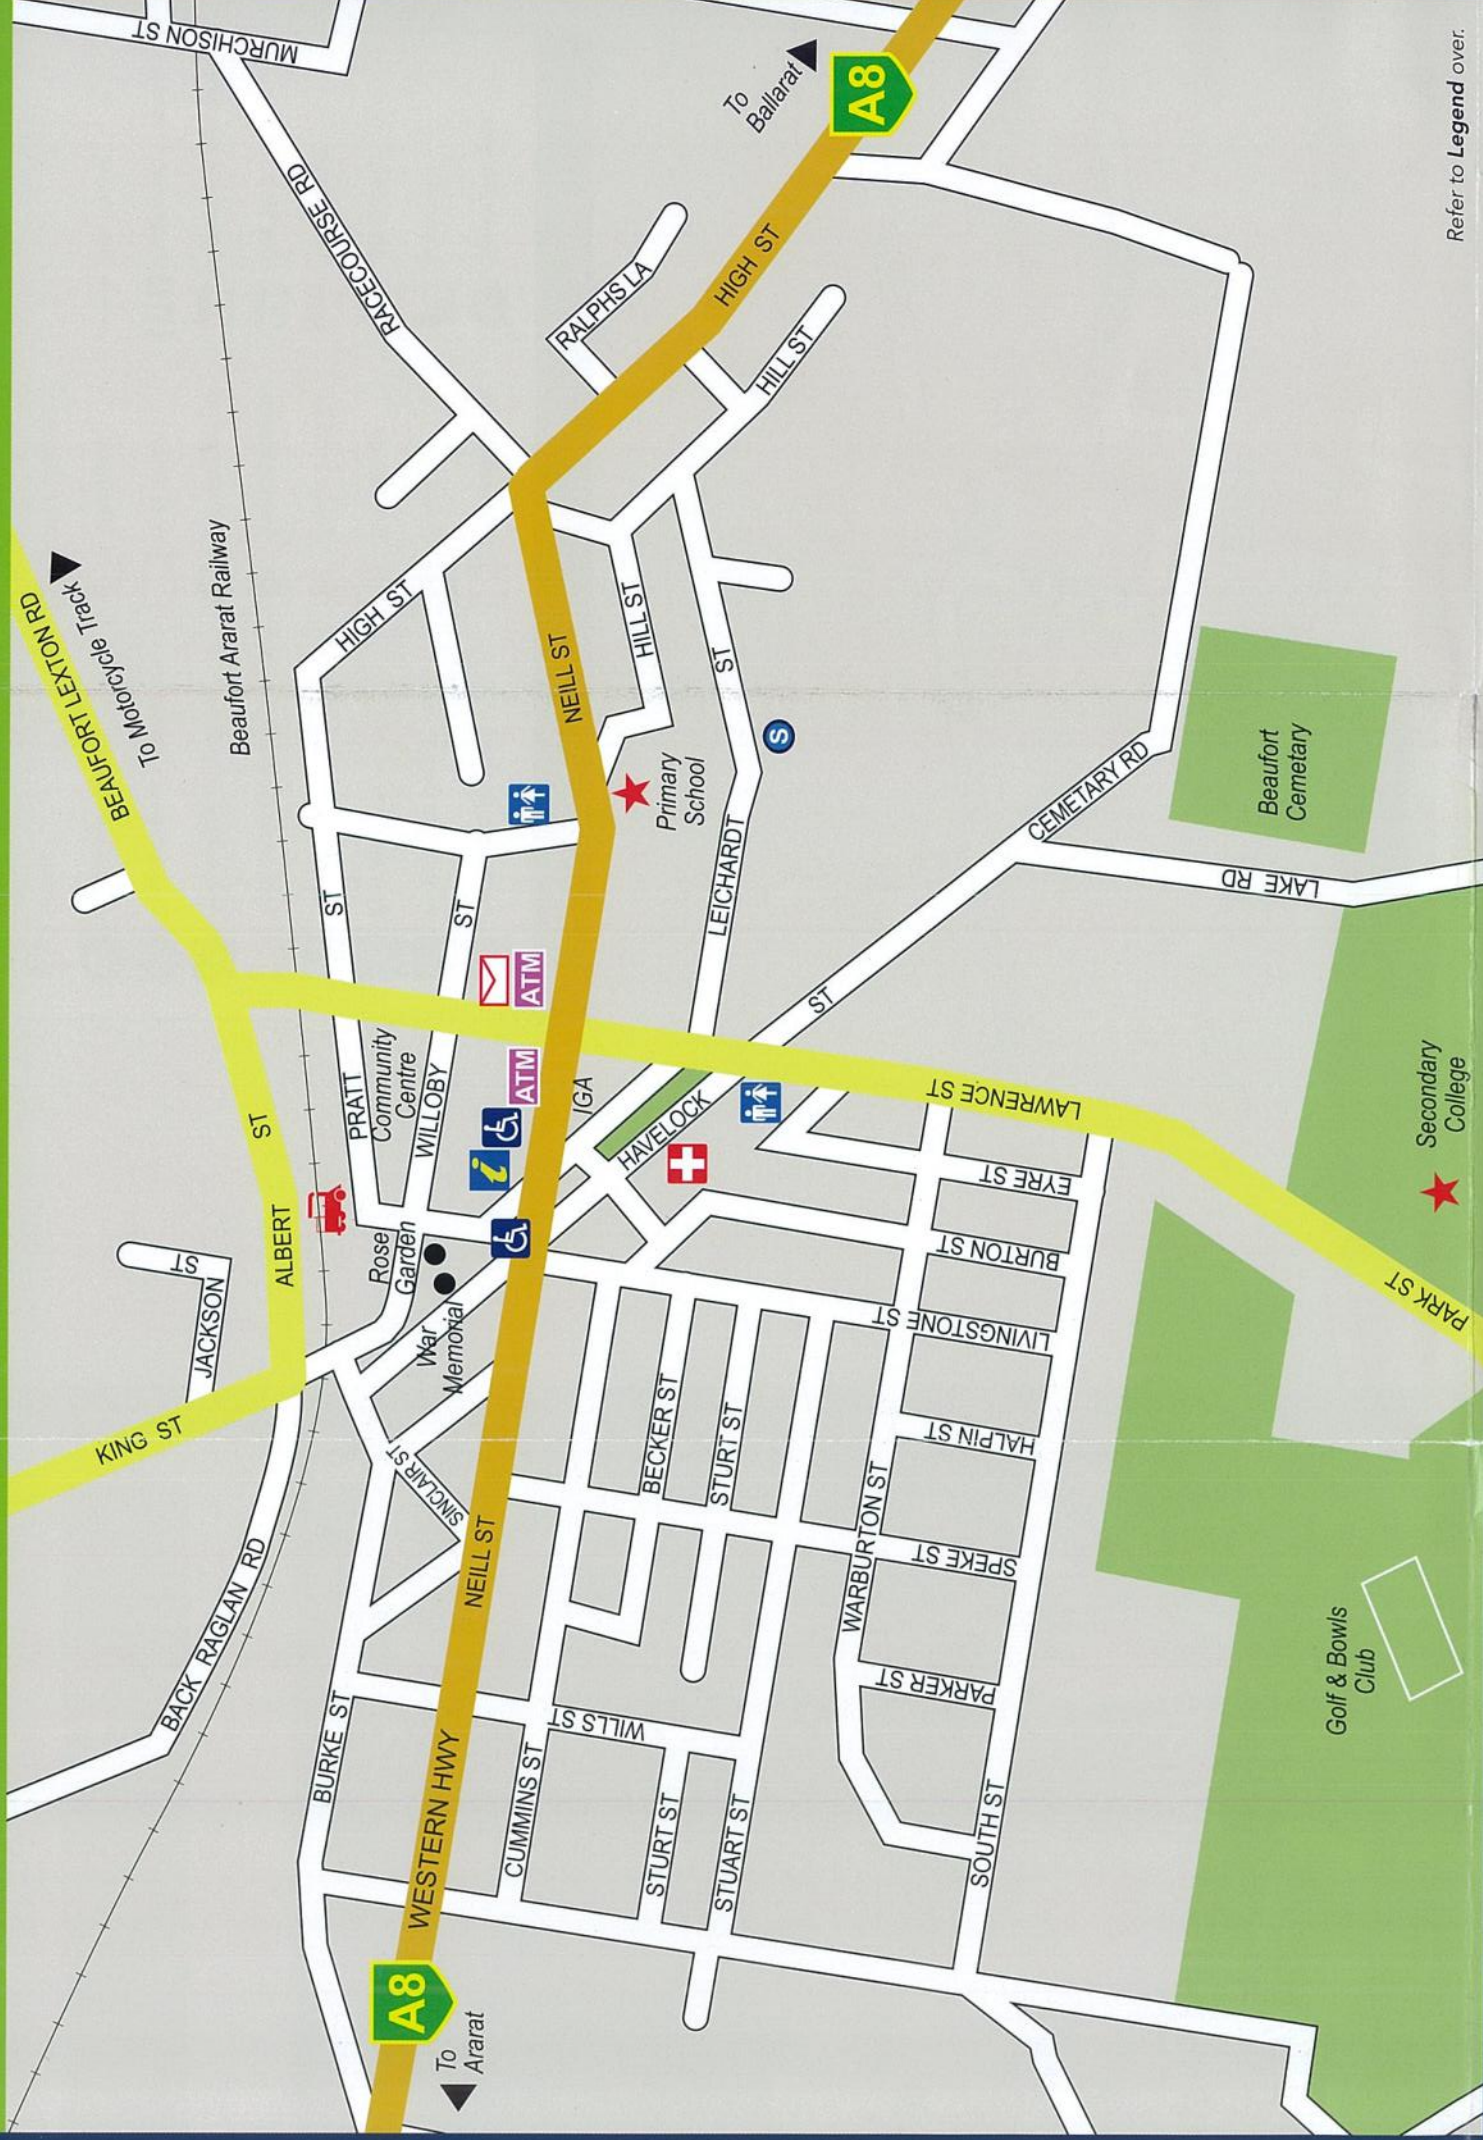 MURCHISON ST
RACECOURSE RD
To
Ballarat
A8
Refer to Legend over.
RALPHS LA
HIGH ST
HILL ST
BEAUFORT LEXTON RD
To Motorcycle Track
Beaufort Ararat Railway
HIGH ST
NEILL ST
HILL ST
ST
S
Primary
School
CEMETARY RD
Beaufort
Cemetary
LAKE RD
ST
ST
LEICHARDT
ATM
ATM
IGA
ST
PRATT
Community
Centre
WILLOBY
i
HAVELOCK
LAWRENCE ST
Secondary
College
ST
ALBERT
JACKSON
ST
KING ST
Rose
Garden
War
Memorial
EYRE ST
BURTON ST
LIVINGSTONE ST
HALPIN ST
SPEKE ST
PARKER ST
PARK ST
SINCLAIR ST
BECKER ST
STURT ST
WARBURTON ST
NEILL ST
BACK RAGLAN RD
BURKE ST
WESTERN HWY
CUMMINS ST
WILLS ST
STURT ST
STUART ST
SOUTH ST
Golf & Bowls
Club
A8
To
Ararat